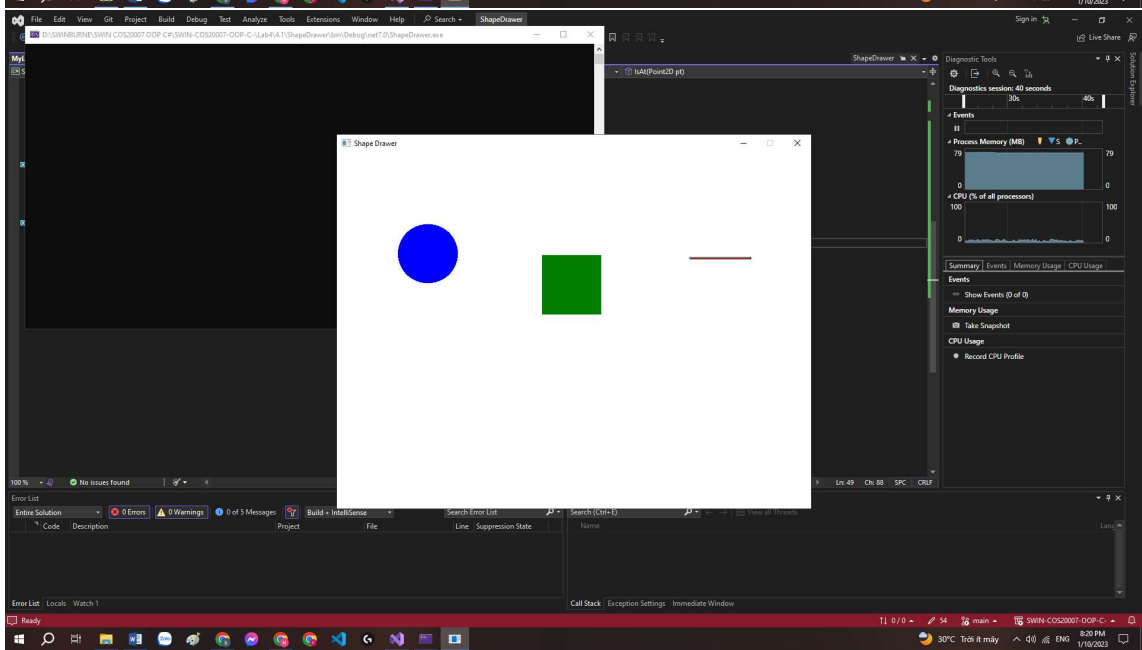 1/10/2023
File Edit View Git Project Build Debug Test Analyze Tools Extensions Window Help Search ShapeDrawer Sign in
D:\SWINBURNE\SWIN COS20007 OOP C#\SWIN-COS20007-OOP-C-\Lab4\4.1\ShapeDrawer\bin\Debug\net7.0\ShapeDrawer.exe
Live Share
ShapeDrawer
IsAt(Point2D pt)
Diagnostic Tools
Solution Explorer
Diagnostics session: 40 seconds
30s 40s
Events
Process Memory (MB) S P...
79 79
0 0
CPU (% of all processors)
100 100
0 0
Summary Events Memory Usage CPU Usage
Events
Show Events (0 of 0)
Memory Usage
Take Snapshot
CPU Usage
Record CPU Profile
Shape Drawer
100 % No issues found Ln: 49 Ch: 88 SPC CRLF
Error List
Entire Solution 0 Errors 0 Warnings 0 of 5 Messages Build + IntelliSense Search Error List
Code Description Project File Line Suppression State
Search (Ctrl+E) View all Threads
Name Lang
Error List Locals Watch 1
Call Stack Exception Settings Immediate Window
Ready 0 / 0 54 main SWIN-COS20007-OOP-C-
Zalo 30°C Trời ít mây ENG 8:20 PM
1/10/2023